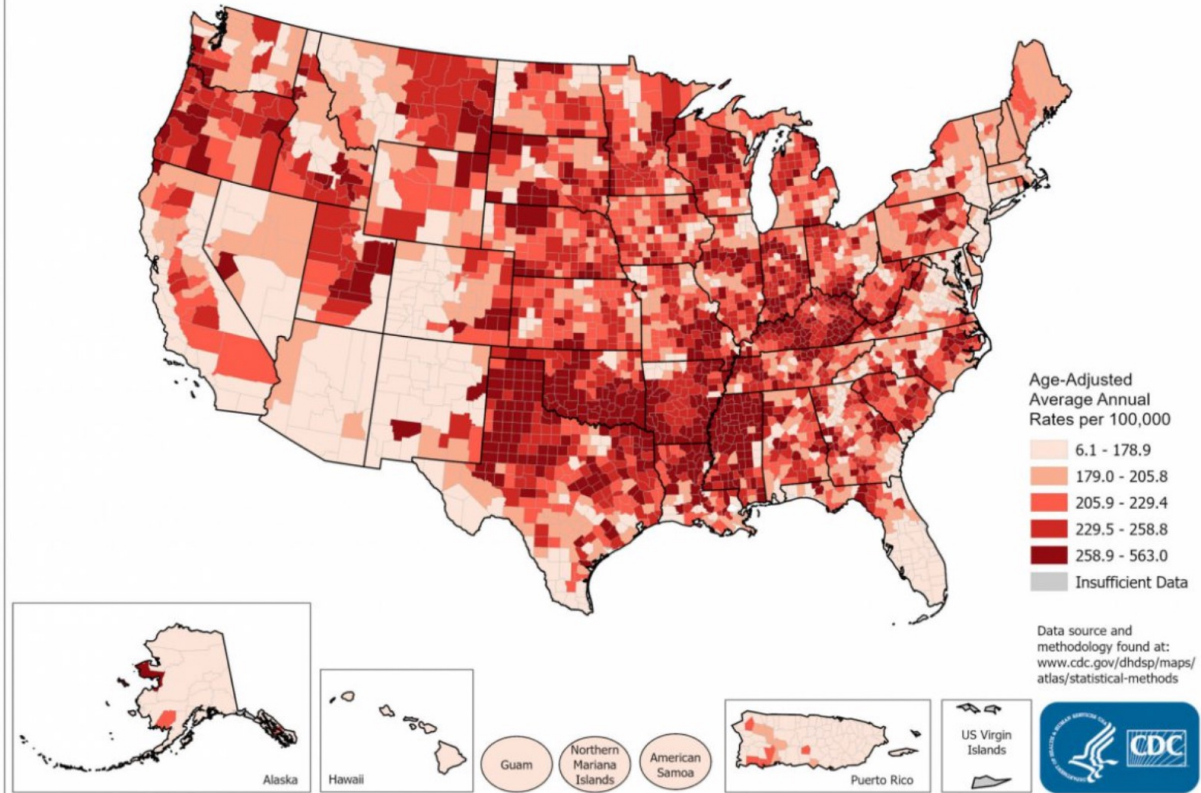 Age-Adjusted
Average Annual
Rates per 100,000
6.1 - 178.9
179.0 - 205.8
205.9 - 229.4
229.5 - 258.8
258.9 - 563.0
Insufficient Data
Data source and
methodology found at:
www.cdc.gov/dhdsp/maps/
atlas/statistical-methods
Alaska
Hawaii
Guam
Northern
Mariana
Islands
American
Samoa
Puerto Rico
US Virgin
Islands
CDC